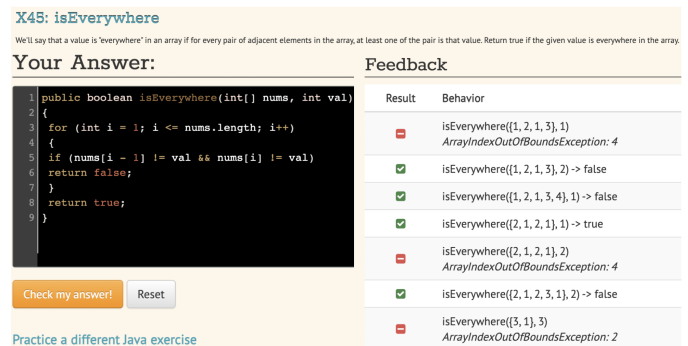 X45: isEverywhere
We'll say that a value is "everywhere" in an array if for every pair of adjacent elements in the array, at least one of the pair is that value. Return true if the given value is everywhere in the array.
Your Answer:
1 public boolean isEverywhere(int[] nums, int val)
2 {
3 for (int i = 1; i <= nums.length; i++)
4 {
5 if (nums[i - 1] != val && nums[i] != val)
6 return false;
7 }
8 return true;
9 }
Check my answer! Reset
Practice a different Java exercise
Feedback
Result Behavior
isEverywhere({1, 2, 1, 3}, 1)
ArrayIndexOutOfBoundsException: 4
isEverywhere({1, 2, 1, 3}, 2) -> false
isEverywhere({1, 2, 1, 3, 4}, 1) -> false
isEverywhere({2, 1, 2, 1}, 1) -> true
isEverywhere({2, 1, 2, 1}, 2)
ArrayIndexOutOfBoundsException: 4
isEverywhere({2, 1, 2, 3, 1}, 2) -> false
isEverywhere({3, 1}, 3)
ArrayIndexOutOfBoundsException: 2